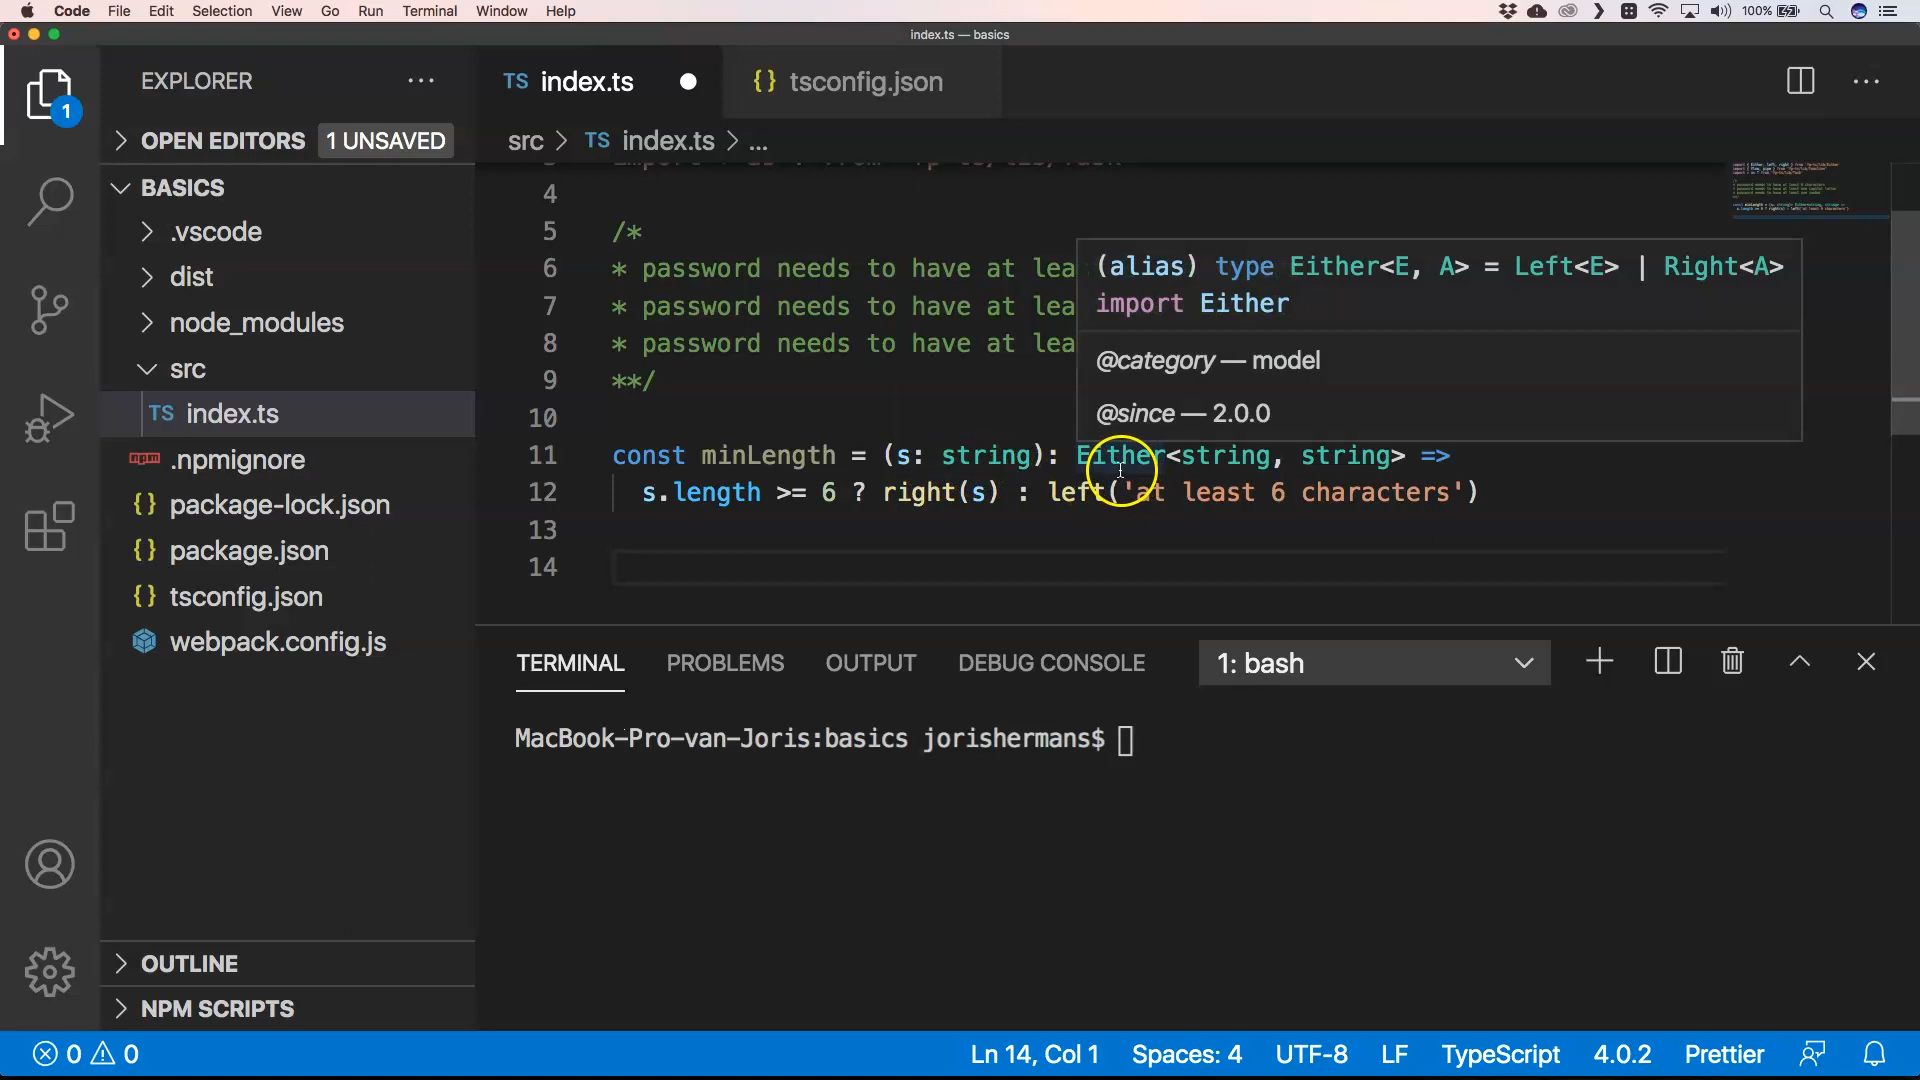 Code File Edit Selection View Go Run Terminal Window Help
100%
index.ts — basics
EXPLORER
1
OPEN EDITORS 1 UNSAVED
BASICS
.vscode
dist
node_modules
src
TS index.ts
.npmignore
{} package-lock.json
{} package.json
{} tsconfig.json
webpack.config.js
OUTLINE
NPM SCRIPTS
TS index.ts
{} tsconfig.json
src > TS index.ts > ...
4
5 /*
6 * password needs to have at lea
7 * password needs to have at lea
8 * password needs to have at lea
9 **/
10
11 const minLength = (s: string): Either<string, string> =>
12 s.length >= 6 ? right(s) : left('at least 6 characters')
13
14
(alias) type Either<E, A> = Left<E> | Right<A>
import Either
@category — model
@since — 2.0.0
TERMINAL PROBLEMS OUTPUT DEBUG CONSOLE 1: bash
MacBook-Pro-van-Joris:basics jorishermans$
0 0 Ln 14, Col 1 Spaces: 4 UTF-8 LF TypeScript 4.0.2 Prettier